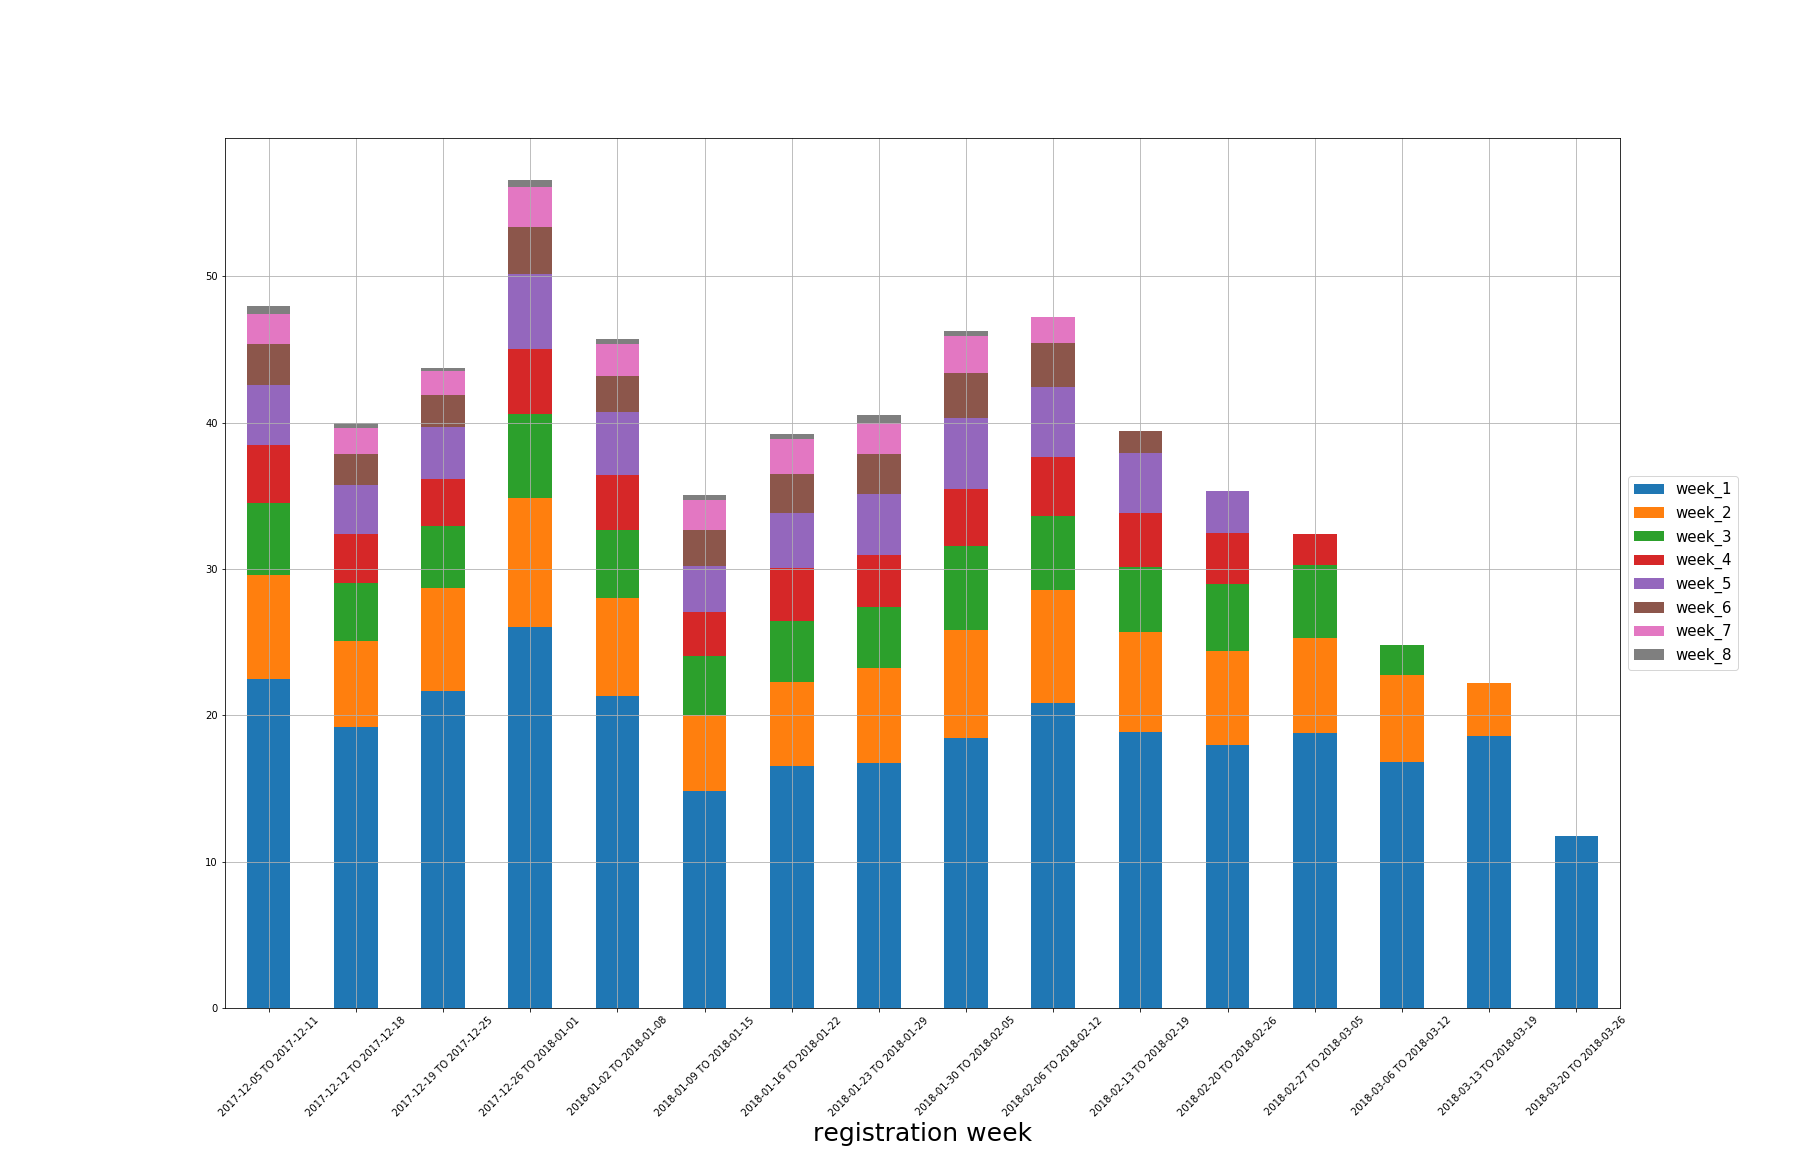 50
40
30
20
10
0
week_1
week_2
week_3
week_4
week_5
week_6
week_7
week_8
2017-12-05 TO 2017-12-11
2017-12-12 TO 2017-12-18
2017-12-19 TO 2017-12-25
2017-12-26 TO 2018-01-01
2018-01-02 TO 2018-01-08
2018-01-09 TO 2018-01-15
2018-01-16 TO 2018-01-22
2018-01-23 TO 2018-01-29
2018-01-30 TO 2018-02-05
2018-02-06 TO 2018-02-12
2018-02-13 TO 2018-02-19
2018-02-20 TO 2018-02-26
2018-02-27 TO 2018-03-05
2018-03-06 TO 2018-03-12
2018-03-13 TO 2018-03-19
2018-03-20 TO 2018-03-26
registration week